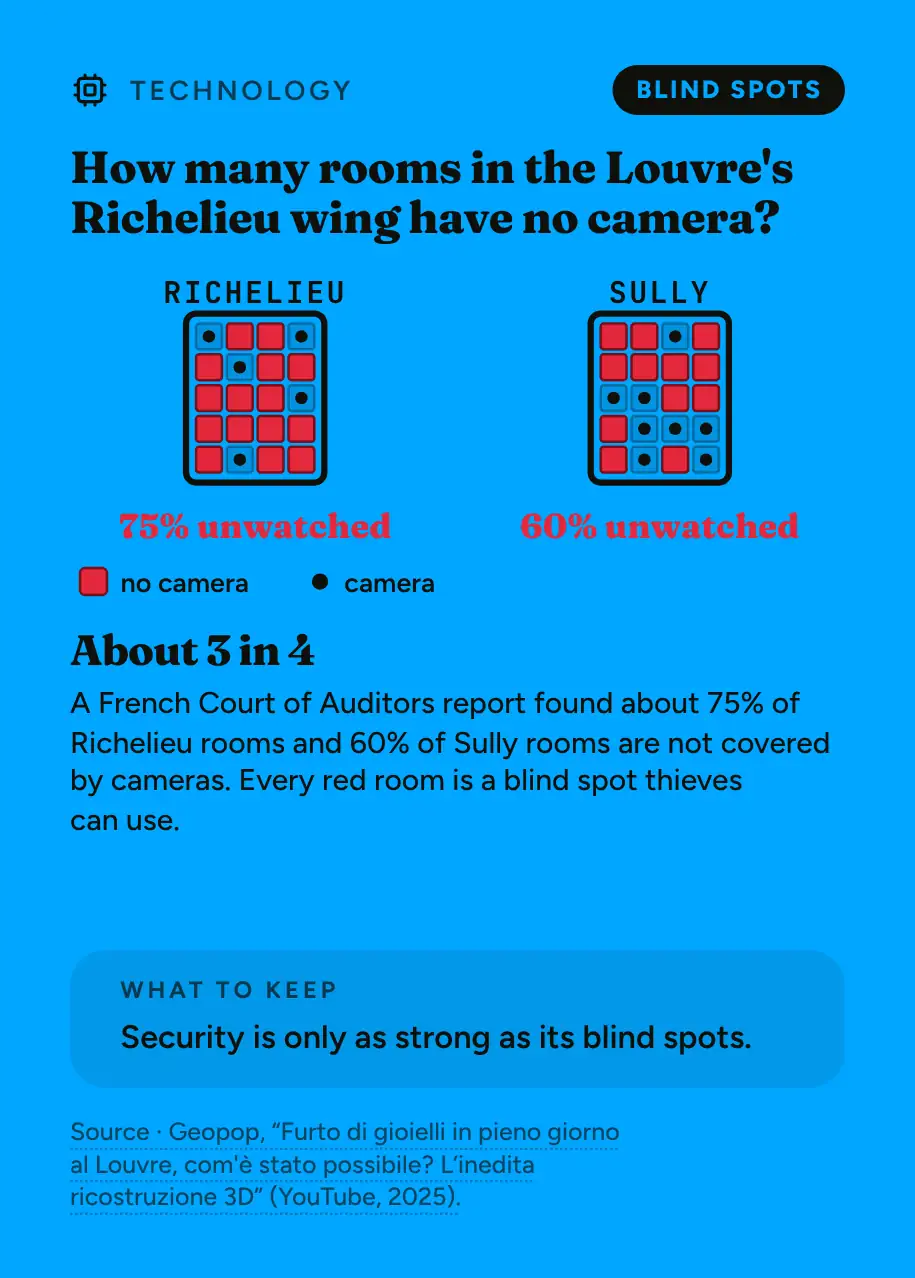 TECHNOLOGY
BLIND SPOTS
How many rooms in the Louvre's
Richelieu wing have no camera?
RICHELIEU
SULLY
75% unwatched
60% unwatched
no camera
camera
About 3 in 4
A French Court of Auditors report found about 75% of
Richelieu rooms and 60% of Sully rooms are not covered
by cameras. Every red room is a blind spot thieves
can use.
WHAT TO KEEP
Security is only as strong as its blind spots.
Source · Geopop, “Furto di gioielli in pieno giorno
al Louvre, com'è stato possibile? L’inedita
ricostruzione 3D” (YouTube, 2025).